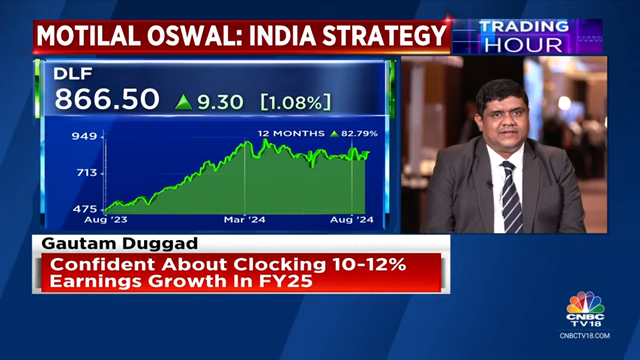 MOTILAL OSWAL: INDIA STRATEGY
TRADING
HOUR
DLF
866.50 ▲ 9.30 [1.08%]
12 MONTHS ▲ 82.79%
949
713
475
Aug '23 Mar '24 Aug '24
Gautam Duggad
Confident About Clocking 10-12%
Earnings Growth In FY25
CNBC
TV18
CNBCTV18.COM